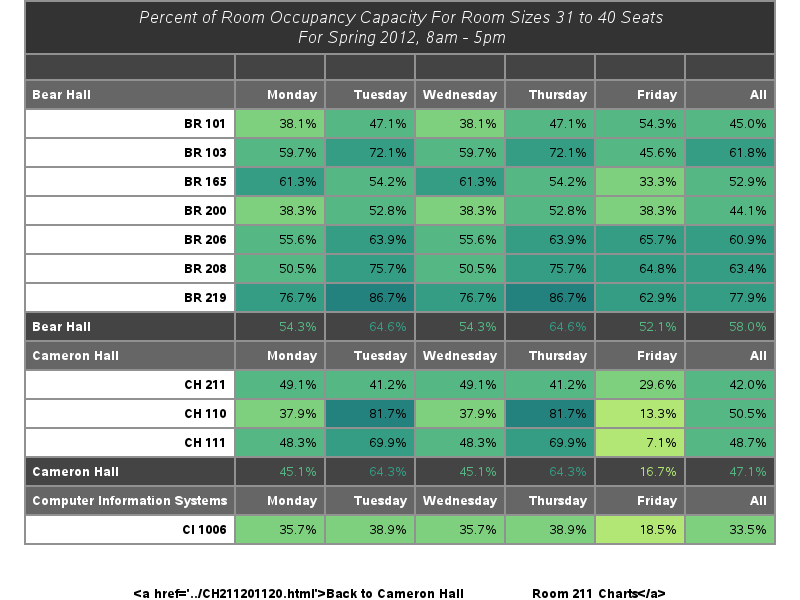 Percent of Room Occupancy Capacity For Room Sizes 31 to 40 Seats
For Spring 2012, 8am - 5pm
Bear Hall Monday Tuesday Wednesday Thursday Friday All
BR 101 38.1% 47.1% 38.1% 47.1% 54.3% 45.0%
BR 103 59.7% 72.1% 59.7% 72.1% 45.6% 61.8%
BR 165 61.3% 54.2% 61.3% 54.2% 33.3% 52.9%
BR 200 38.3% 52.8% 38.3% 52.8% 38.3% 44.1%
BR 206 55.6% 63.9% 55.6% 63.9% 65.7% 60.9%
BR 208 50.5% 75.7% 50.5% 75.7% 64.8% 63.4%
BR 219 76.7% 86.7% 76.7% 86.7% 62.9% 77.9%
Bear Hall 54.3% 64.6% 54.3% 64.6% 52.1% 58.0%
Cameron Hall Monday Tuesday Wednesday Thursday Friday All
CH 211 49.1% 41.2% 49.1% 41.2% 29.6% 42.0%
CH 110 37.9% 81.7% 37.9% 81.7% 13.3% 50.5%
CH 111 48.3% 69.9% 48.3% 69.9% 7.1% 48.7%
Cameron Hall 45.1% 64.3% 45.1% 64.3% 16.7% 47.1%
Computer Information Systems Monday Tuesday Wednesday Thursday Friday All
CI 1006 35.7% 38.9% 35.7% 38.9% 18.5% 33.5%
<a href='../CH211201120.html'>Back to Cameron Hall Room 211 Charts</a>